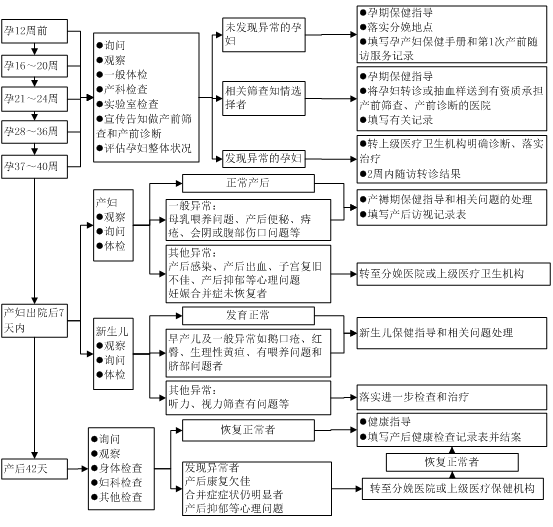 孕12周前
孕16～20周
孕21～24周
孕28～36周
孕37～40周
●询问
●观察
●一般体检
●产科检查
●实验室检查
●宣传告知做产前筛
查和产前诊断
●评估孕妇整体状况
未发现异常的孕
妇
●孕期保健指导
●落实分娩地点
●填写孕产妇保健手册和第1次产前随
访服务记录
相关筛查知情选
择者
●孕期保健指导
●将孕妇转诊或抽血样送到有资质承担
产前筛查、产前诊断的医院
●填写有关记录
发现异常的孕妇
●转上级医疗卫生机构明确诊断、落实
治疗
●2周内随访转诊结果
产妇出院后7
天内
产妇
●观察
●询问
●体检
正常产后
一般异常：
母乳喂养问题、产后便秘、痔
疮、会阴或腹部伤口问题等
●产褥期保健指导和相关问题的处理
●填写产后访视记录表
其他异常：
产后感染、产后出血、子宫复旧
不佳、产后抑郁等心理问题
妊娠合并症未恢复者
转至分娩医院或上级医疗卫生机构
新生儿
●观察
●询问
●体检
发育正常
早产儿及一般异常如鹅口疮、红
臀、生理性黄疸、有喂养问题和
脐部问题者
新生儿保健指导和相关问题处理
其他异常：
听力、视力筛查有问题等
落实进一步检查和治疗
产后42天
●询问
●观察
●身体检查
●妇科检查
●其他检查
恢复正常者
●健康指导
●填写产后健康检查记录表并结案
恢复正常者
发现异常者
产后康复欠佳
合并症症状仍明显者
产后抑郁等心理问题
转至分娩医院或上级医疗保健机构